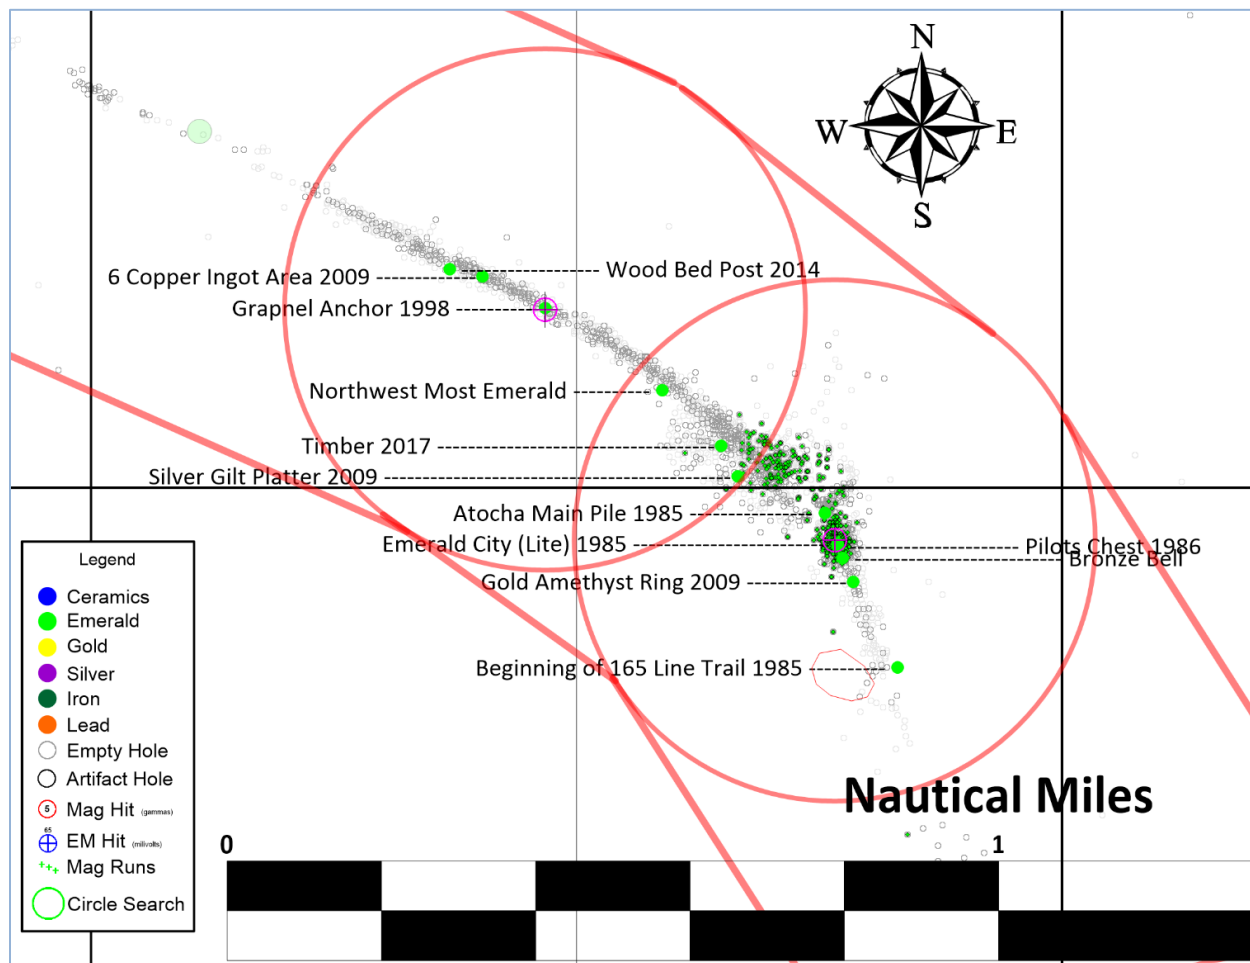 N
W E
S
Wood Bed Post 2014
6 Copper Ingot Area 2009
Grapnel Anchor 1998
Northwest Most Emerald
Timber 2017
Silver Gilt Platter 2009
Atocha Main Pile 1985
Emerald City (Lite) 1985
Pilots Chest 1986
Bronze Bell
Gold Amethyst Ring 2009
Beginning of 165 Line Trail 1985
Legend
Ceramics
Emerald
Gold
Silver
Iron
Lead
Empty Hole
Artifact Hole
5 Mag Hit (gammas)
65
EM Hit (milivolts)
Mag Runs
Circle Search
Nautical Miles
0 1